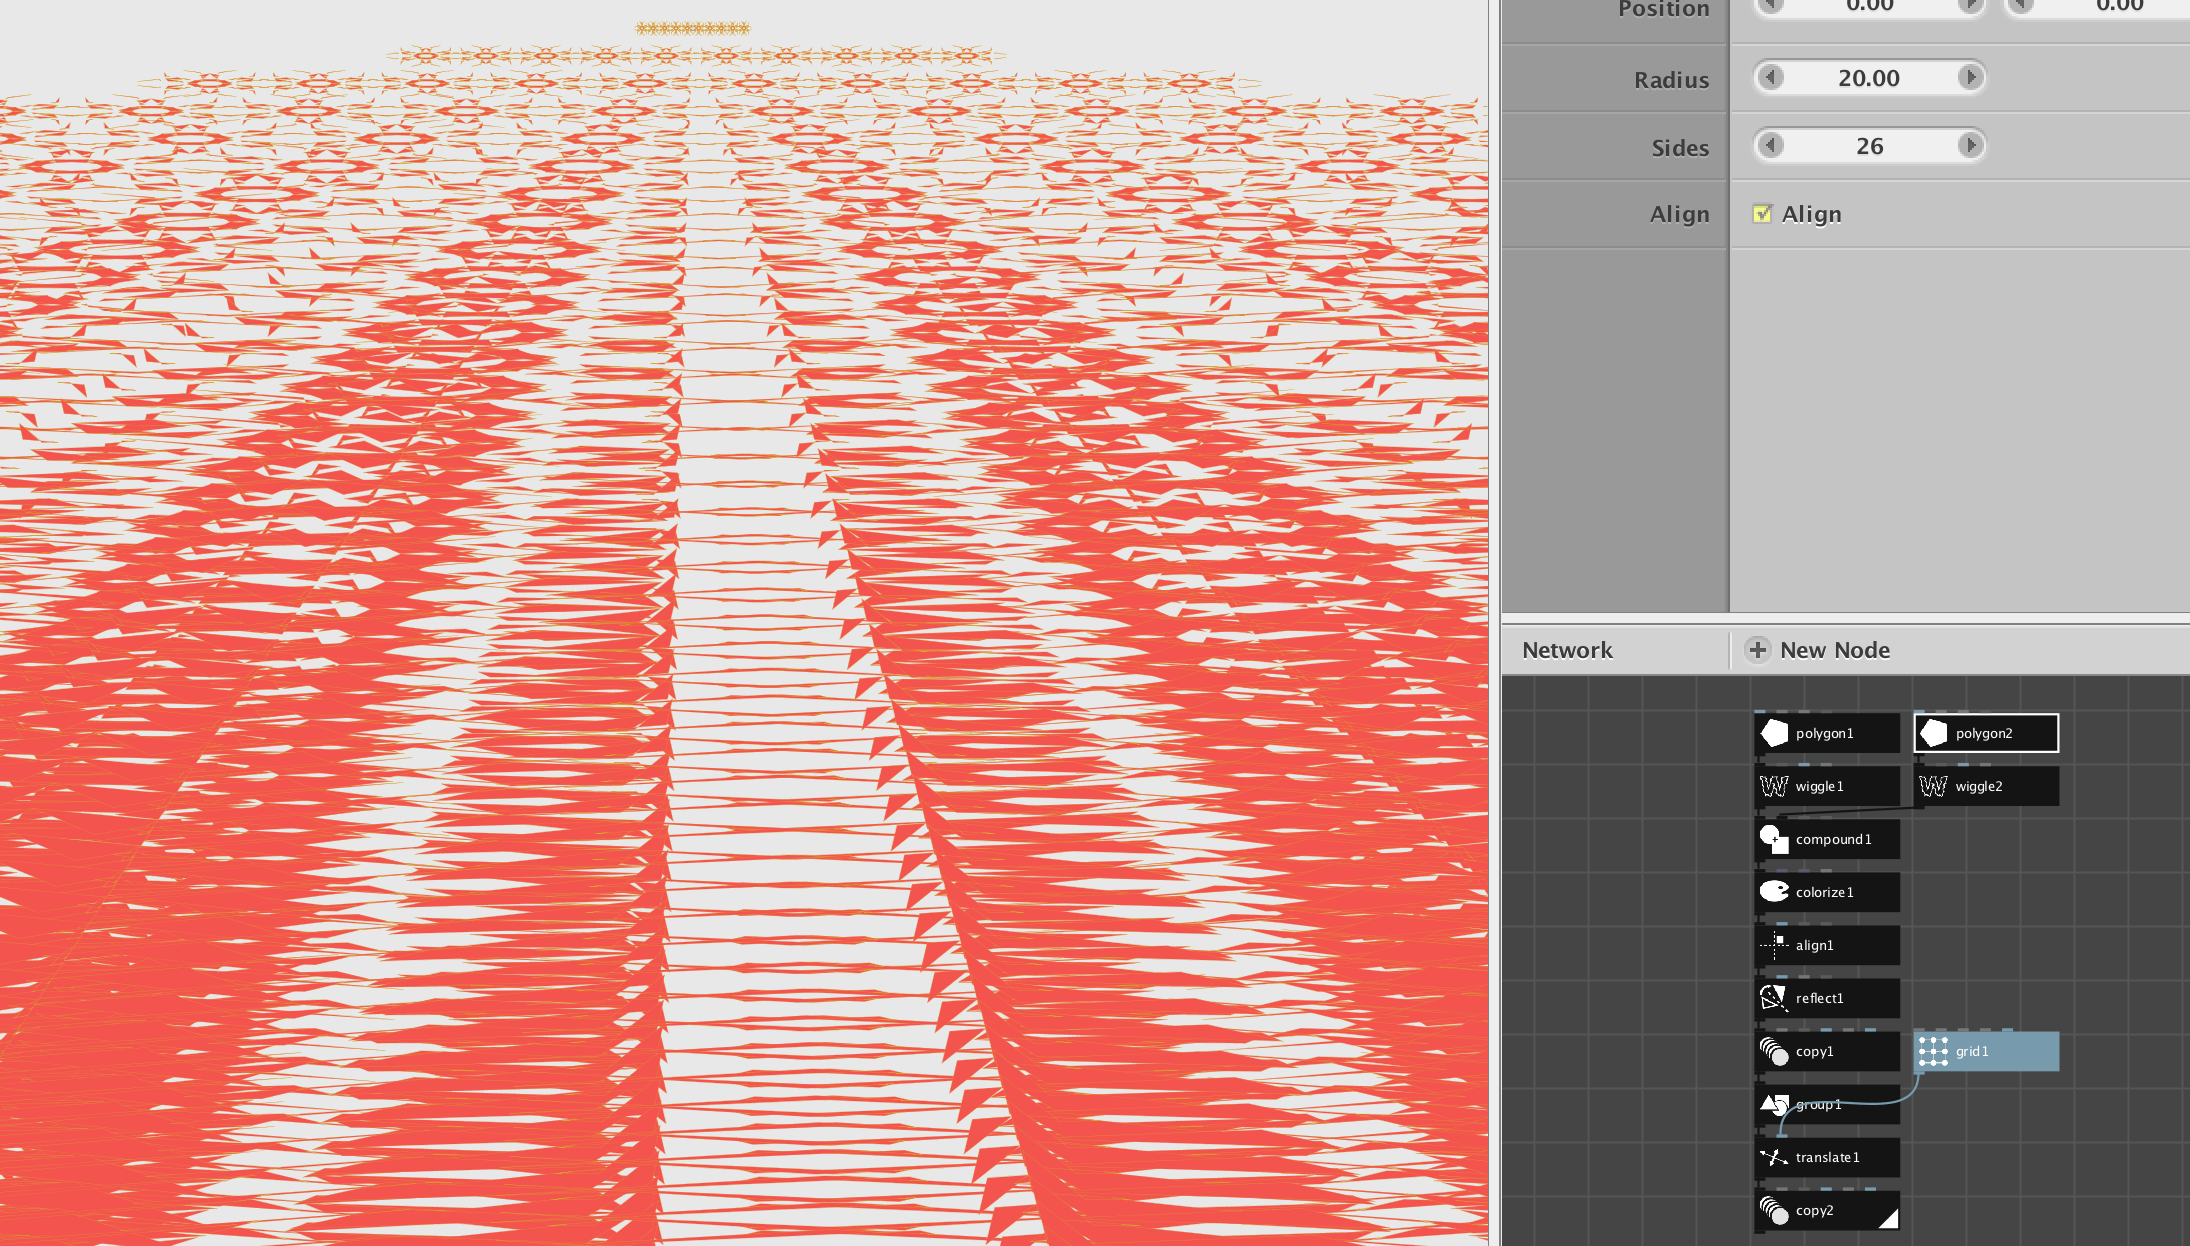 Position 0.00 0.00
Radius 20.00
Sides 26
Align Align
Network New Node
polygon1 polygon2
wiggle1 wiggle2
compound1
colorize1
align1
reflect1
copy1 grid1
group1
translate1
copy2